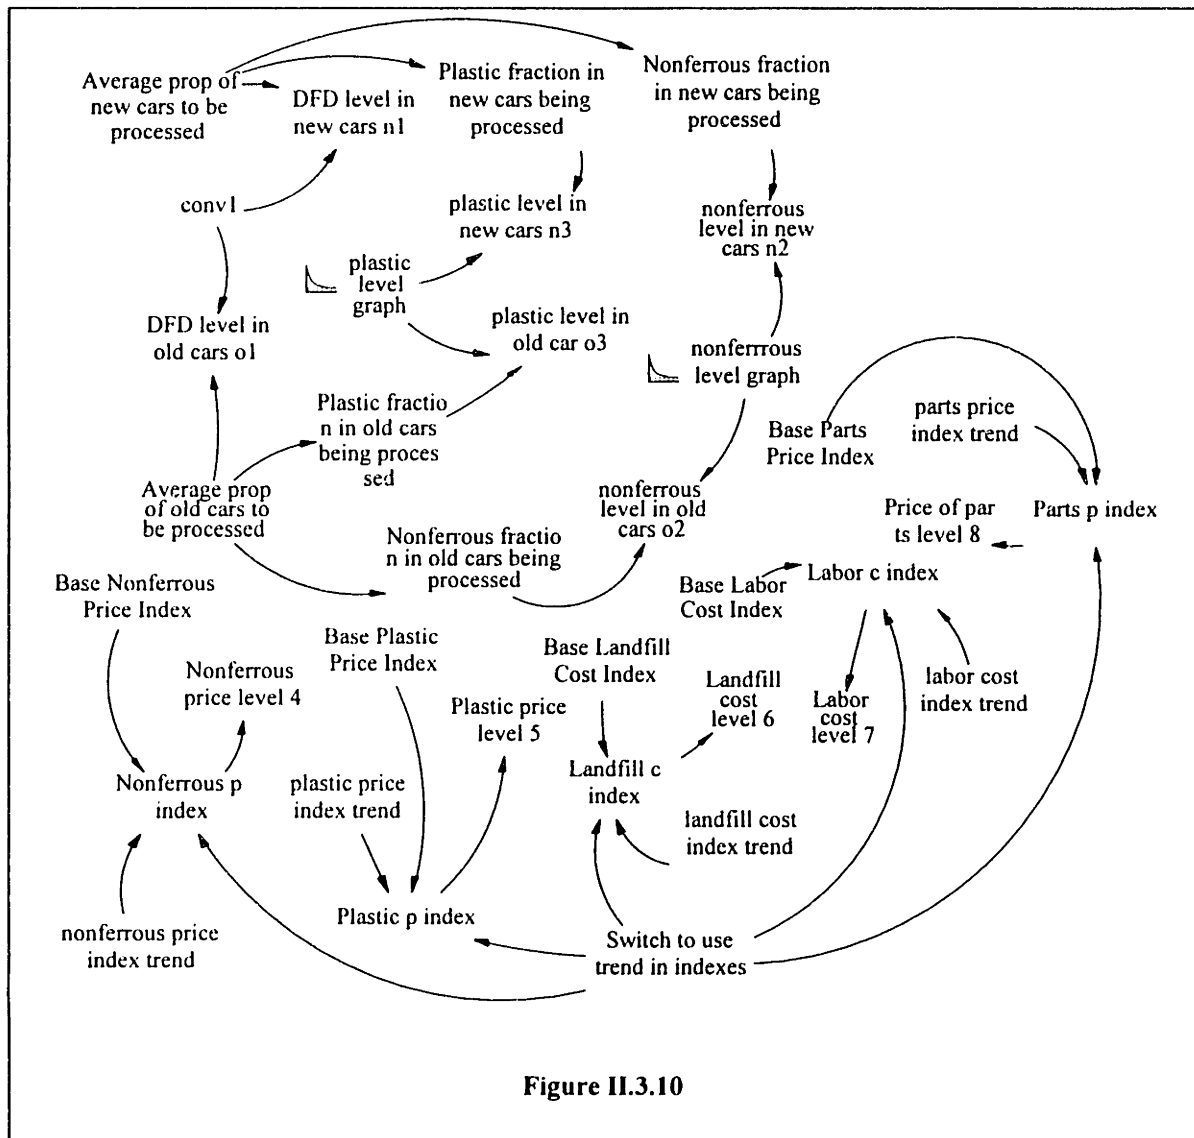 Average prop of
new cars to be
processed
DFD level in
new cars n1
Plastic fraction in
new cars being
processed
Nonferrous fraction
in new cars being
processed
conv1
plastic level in
new cars n3
nonferrous
level in new
cars n2
plastic
level
graph
DFD level in
old cars o1
plastic level in
old car o3
nonferrrous
level graph
Plastic fractio
n in old cars
being proces
sed
Base Parts
Price Index
parts price
index trend
Average prop
of old cars to
be processed
nonferrous
level in old
cars o2
Price of par
ts level 8
Parts p index
Nonferrous fractio
n in old cars being
processed
Base Nonferrous
Price Index
Base Labor
Cost Index
Labor c index
Base Plastic
Price Index
Base Landfill
Cost Index
Nonferrous
price level 4
Landfill
cost
level 6
Labor
cost
level 7
labor cost
index trend
Plastic price
level 5
Nonferrous p
index
plastic price
index trend
Landfill c
index
landfill cost
index trend
Plastic p index
nonferrous price
index trend
Switch to use
trend in indexes
Figure II.3.10